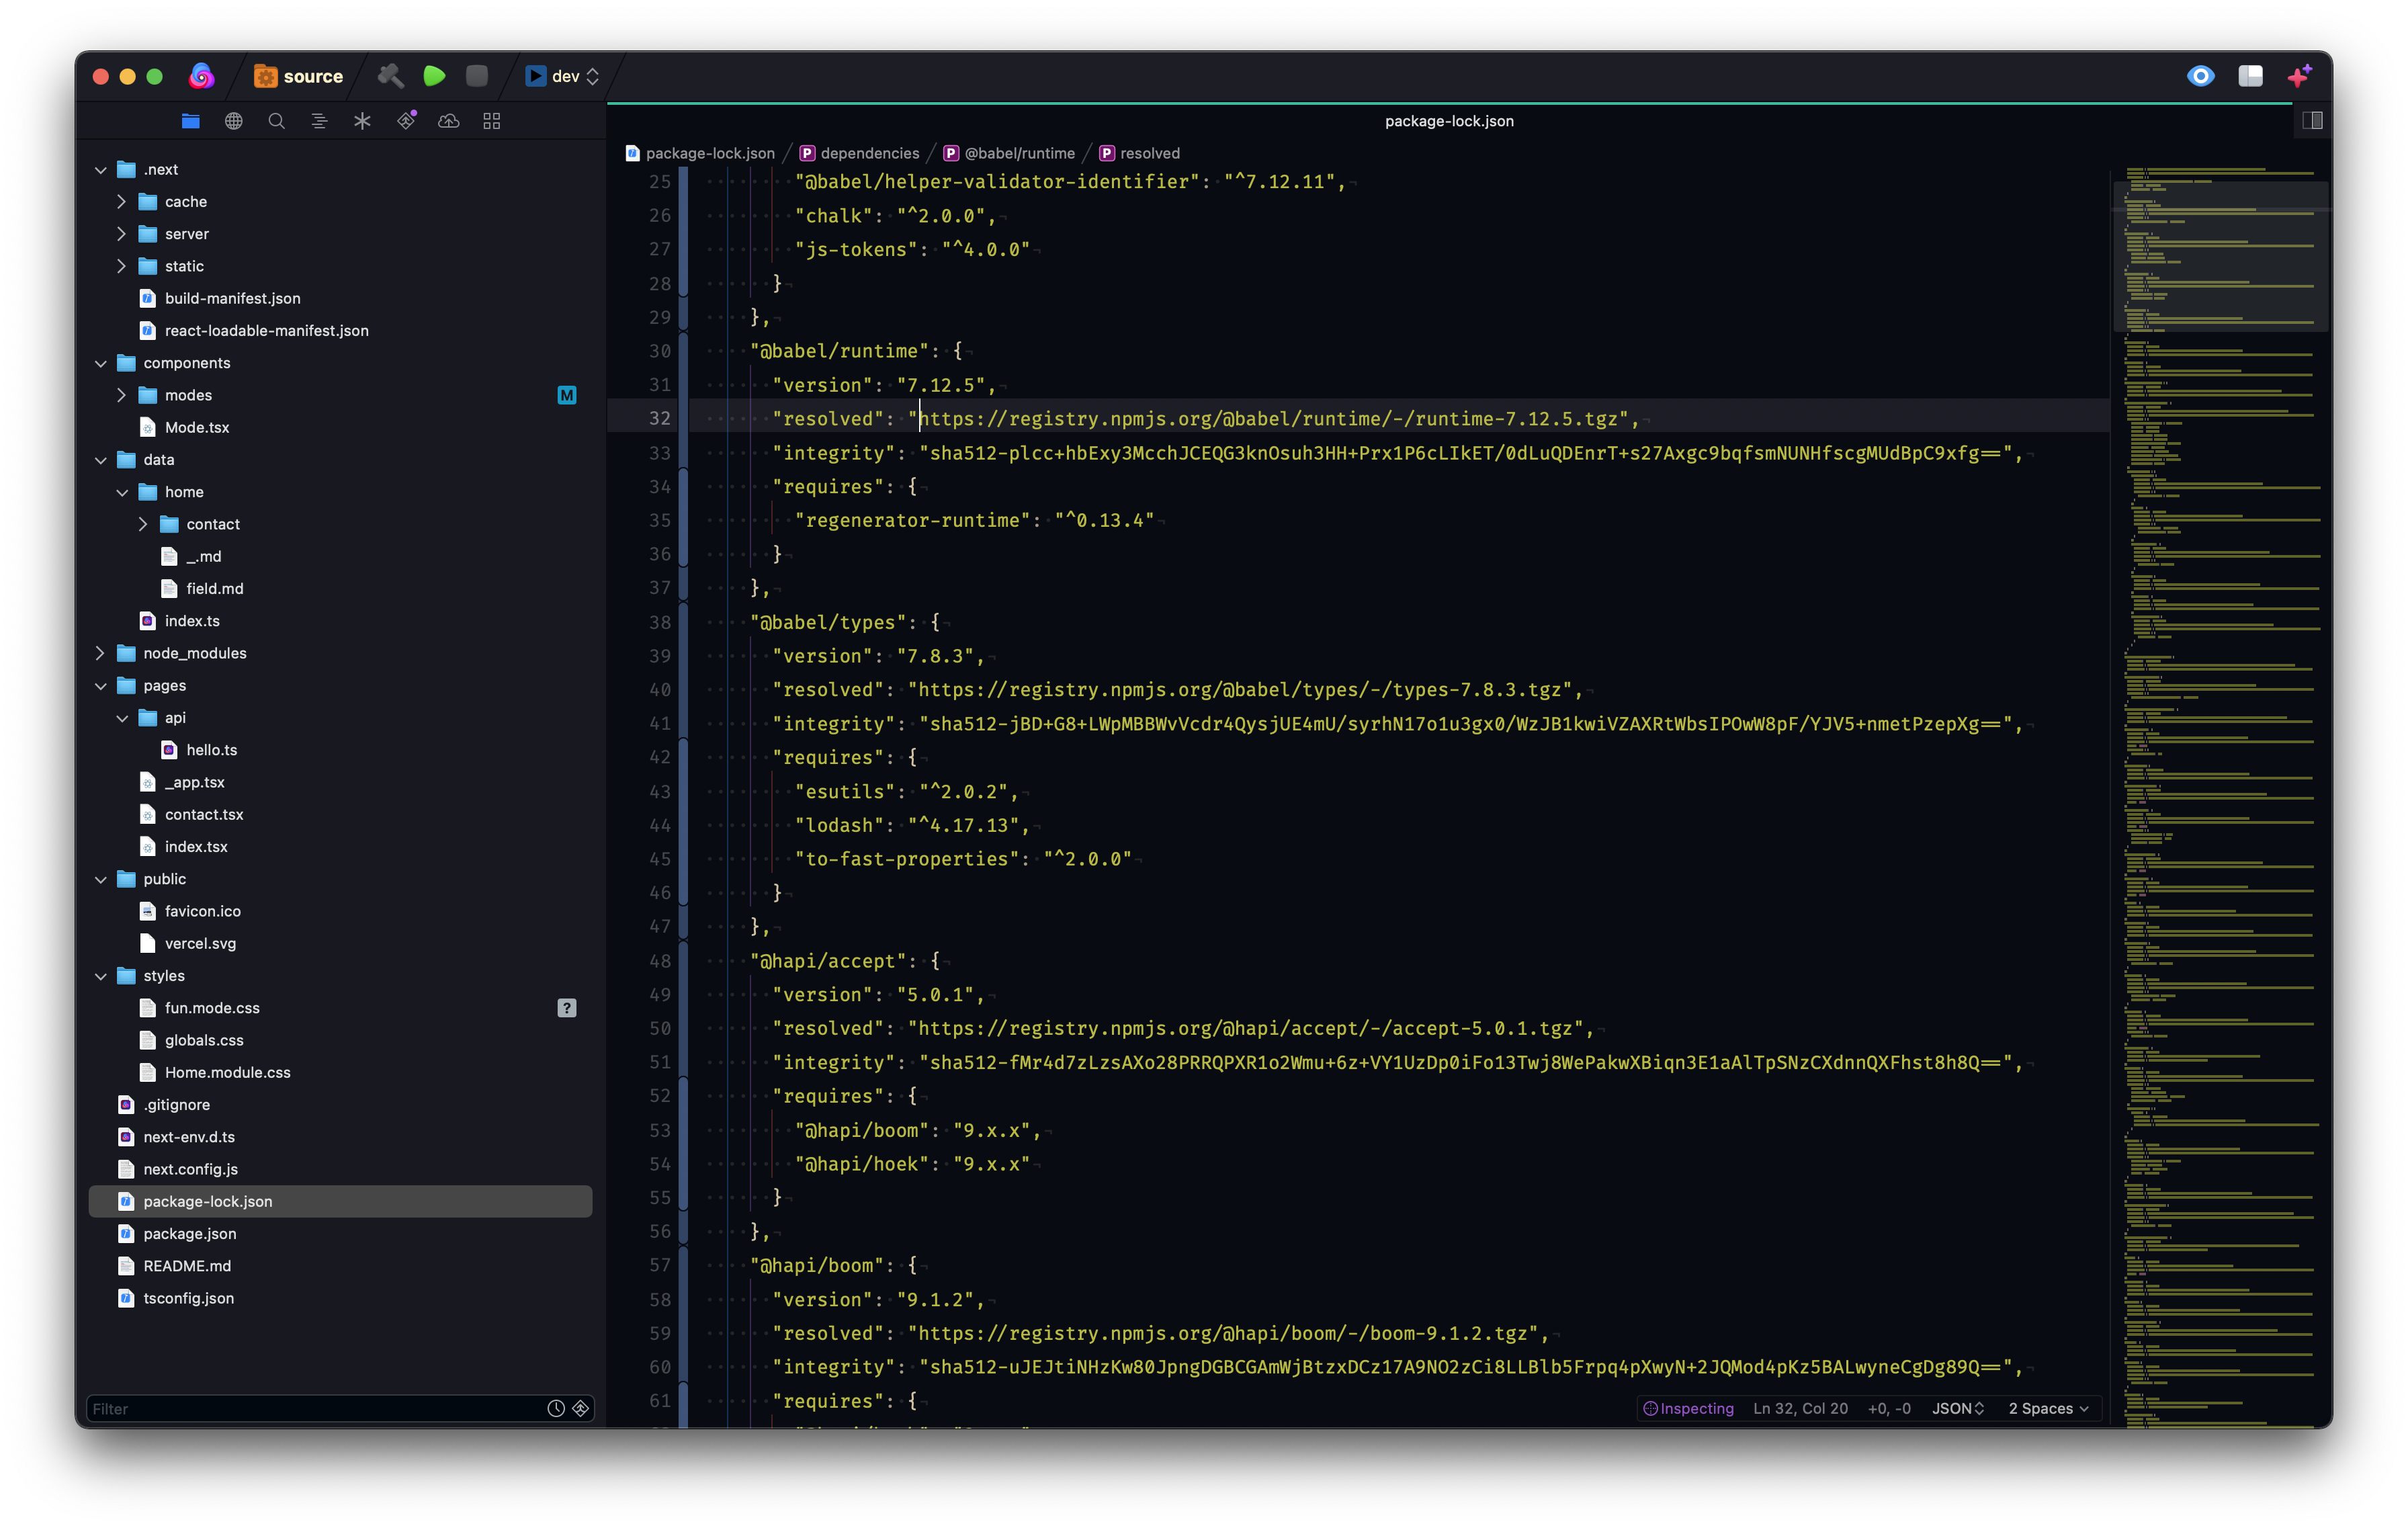 source
dev
package-lock.json
package-lock.json / dependencies / @babel/runtime / resolved
.next
cache
server
static
build-manifest.json
react-loadable-manifest.json
components
modes M
Mode.tsx
data
home
contact
_.md
field.md
index.ts
node_modules
pages
api
hello.ts
_app.tsx
contact.tsx
index.tsx
public
favicon.ico
vercel.svg
styles
fun.mode.css ?
globals.css
Home.module.css
.gitignore
next-env.d.ts
next.config.js
package-lock.json
package.json
README.md
tsconfig.json
Filter
25 "@babel/helper-validator-identifier": "^7.12.11",
26 "chalk": "^2.0.0",
27 "js-tokens": "^4.0.0"
28 }
29 },
30 "@babel/runtime": {
31 "version": "7.12.5",
32 "resolved": "https://registry.npmjs.org/@babel/runtime/-/runtime-7.12.5.tgz",
33 "integrity": "sha512-plcc+hbExy3McchJCEQG3knOsuh3HH+Prx1P6cLIkET/0dLuQDEnrT+s27Axgc9bqfsmNUNHfscgMUdBpC9xfg==",
34 "requires": {
35 "regenerator-runtime": "^0.13.4"
36 }
37 },
38 "@babel/types": {
39 "version": "7.8.3",
40 "resolved": "https://registry.npmjs.org/@babel/types/-/types-7.8.3.tgz",
41 "integrity": "sha512-jBD+G8+LWpMBBWvVcdr4QysjUE4mU/syrhN17o1u3gx0/WzJB1kwiVZAXRtWbsIPOwW8pF/YJV5+nmetPzepXg==",
42 "requires": {
43 "esutils": "^2.0.2",
44 "lodash": "^4.17.13",
45 "to-fast-properties": "^2.0.0"
46 }
47 },
48 "@hapi/accept": {
49 "version": "5.0.1",
50 "resolved": "https://registry.npmjs.org/@hapi/accept/-/accept-5.0.1.tgz",
51 "integrity": "sha512-fMr4d7zLzsAXo28PRRQPXR1o2Wmu+6z+VY1UzDp0iFo13Twj8WePakwXBiqn3E1aAlTpSNzCXdnnQXFhst8h8Q==",
52 "requires": {
53 "@hapi/boom": "9.x.x",
54 "@hapi/hoek": "9.x.x"
55 }
56 },
57 "@hapi/boom": {
58 "version": "9.1.2",
59 "resolved": "https://registry.npmjs.org/@hapi/boom/-/boom-9.1.2.tgz",
60 "integrity": "sha512-uJEJtiNHzKw80JpngDGBCGAmWjBtzxDCz17A9NO2zCi8LLBlb5Frpq4pXwyN+2JQMod4pKz5BALwyneCgDg89Q==",
61 "requires": {
Inspecting Ln 32, Col 20 +0, -0 JSON 2 Spaces